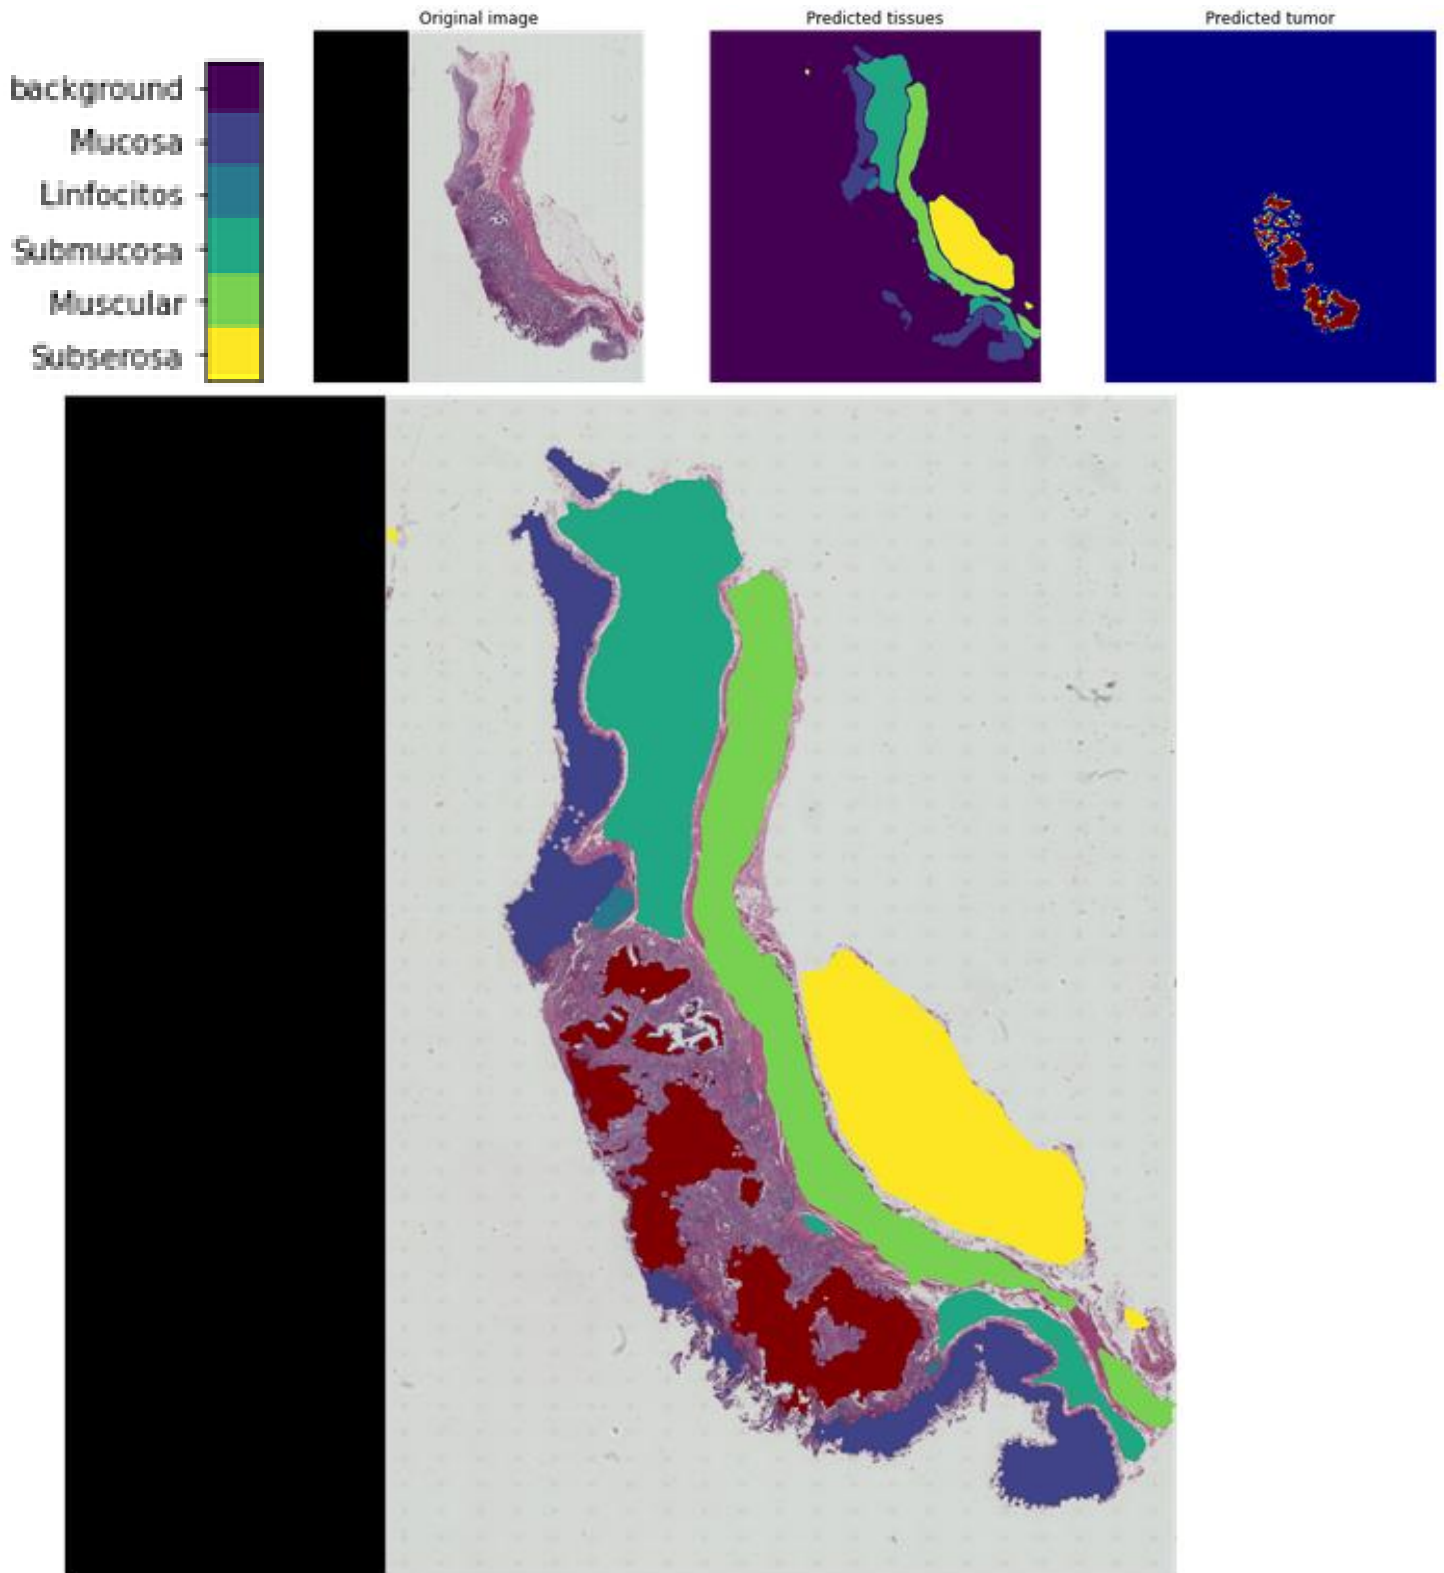 Original image
Predicted tissues
Predicted tumor
background
Mucosa
Linfocitos
Submucosa
Muscular
Subserosa